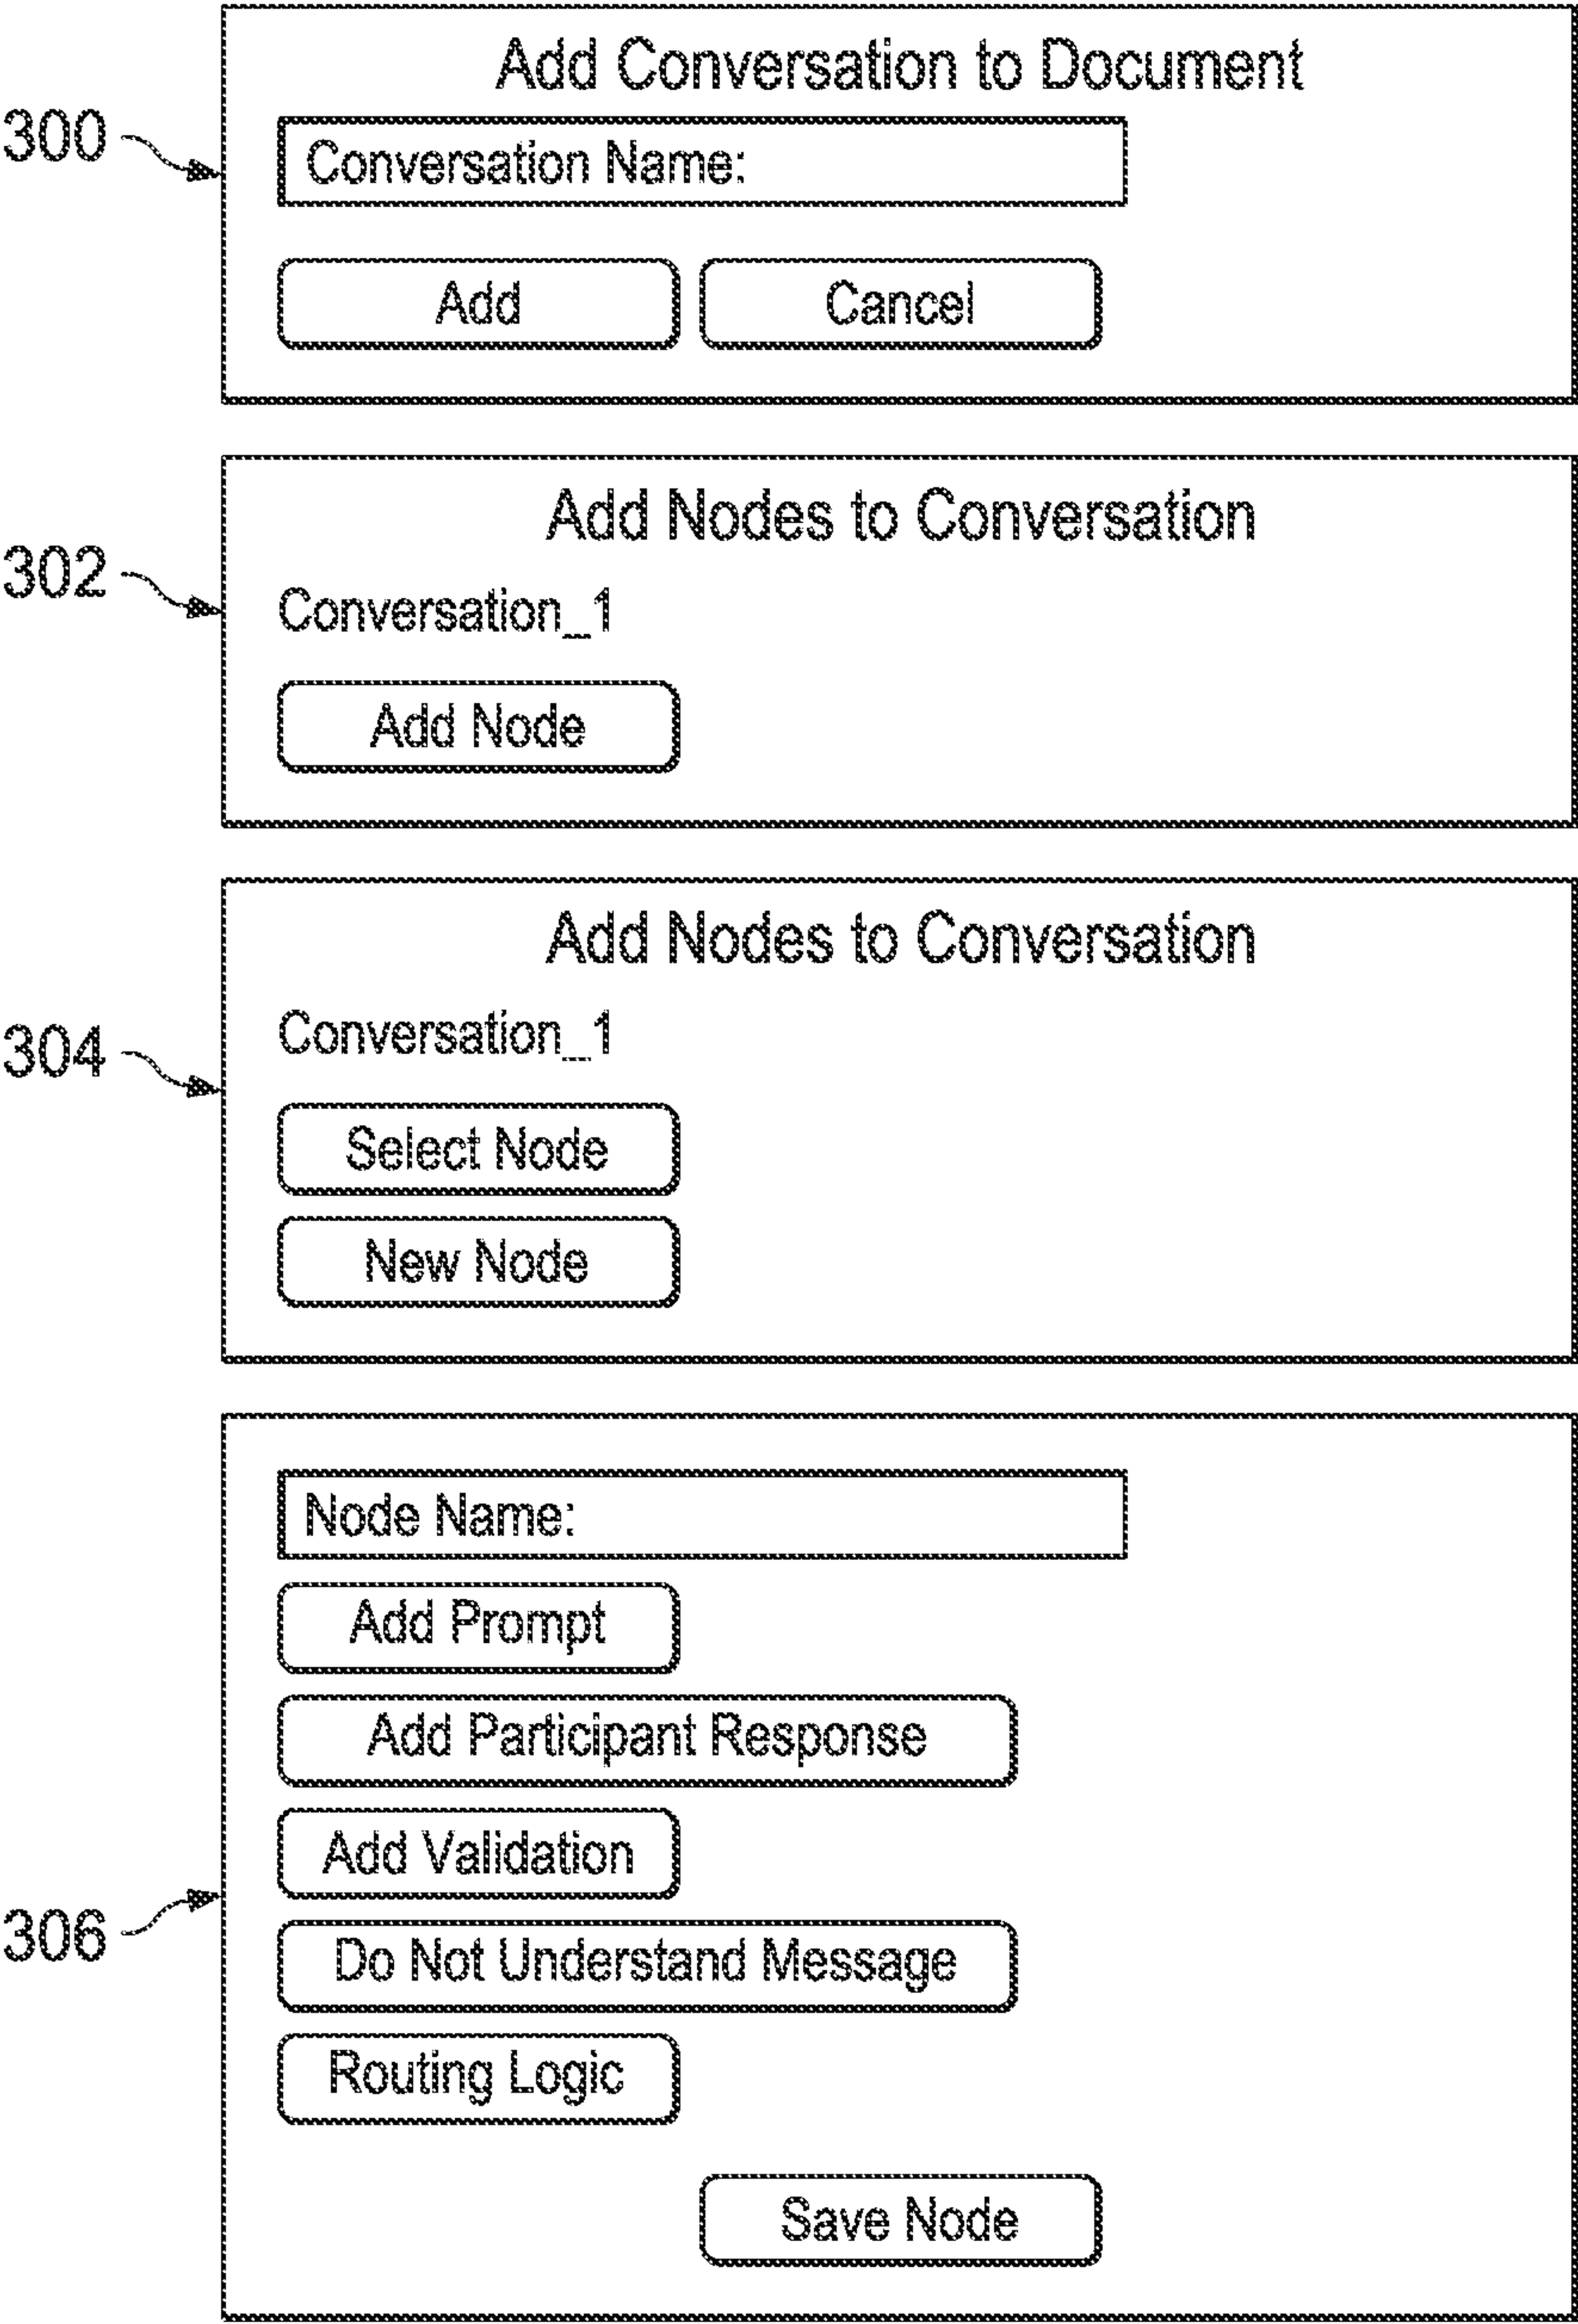 Add Conversation to Document
300
Conversation Name:
Add Cancel
Add Nodes to Conversation
302
Conversation_1
Add Node
Add Nodes to Conversation
304
Conversation_1
Select Node
New Node
Node Name:
Add Prompt
Add Participant Response
Add Validation
306
Do Not Understand Message
Routing Logic
Save Node